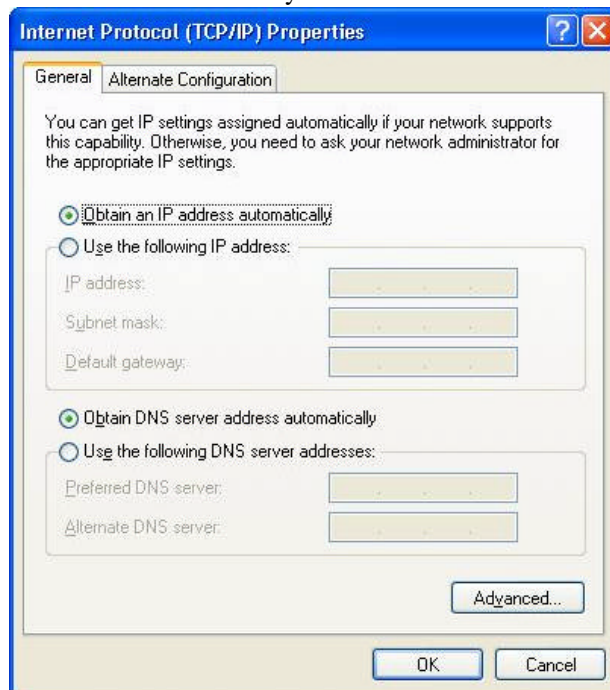 Internet Protocol (TCP/IP) Properties
General
Alternate Configuration
You can get IP settings assigned automatically if your network supports
this capability. Otherwise, you need to ask your network administrator for
the appropriate IP settings.
Obtain an IP address automatically
Use the following IP address:
IP address:
Subnet mask:
Default gateway:
Obtain DNS server address automatically
Use the following DNS server addresses:
Preferred DNS server:
Alternate DNS server:
Advanced...
OK
Cancel